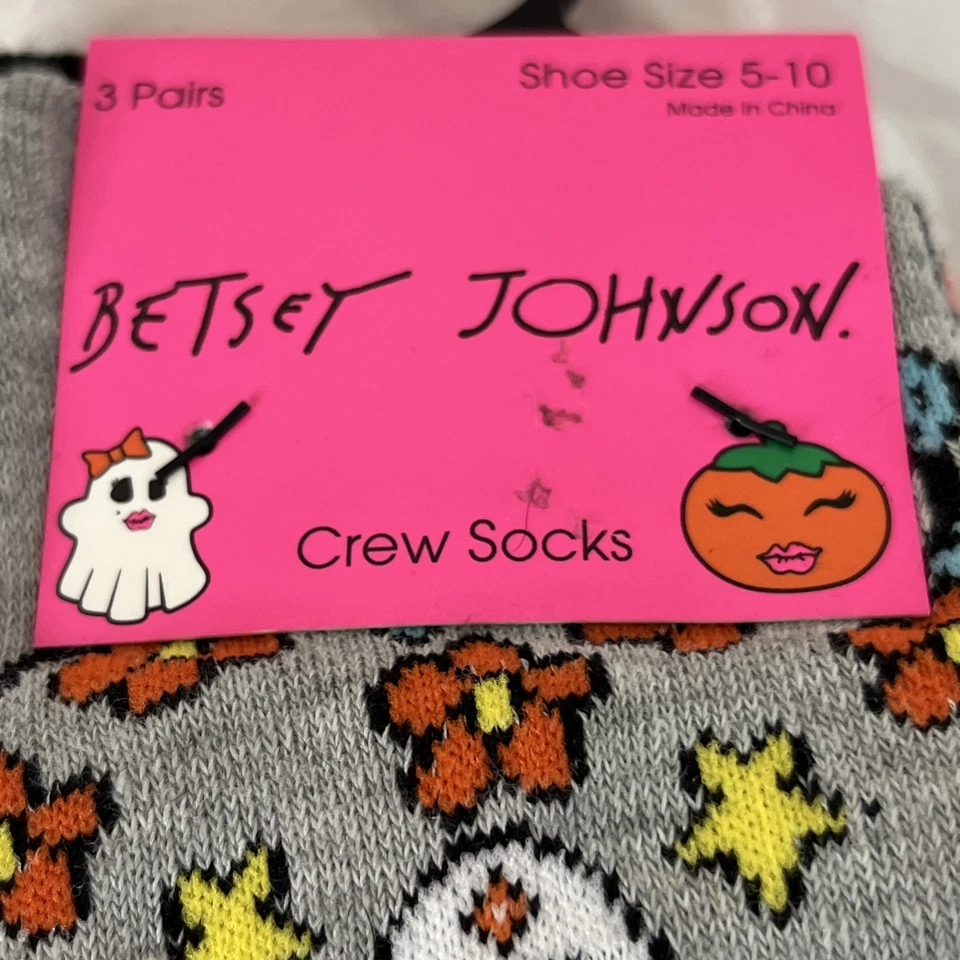 3 Pairs
Shoe Size 5-10
Made In China
BETSEY JOHNSON.
Crew Socks